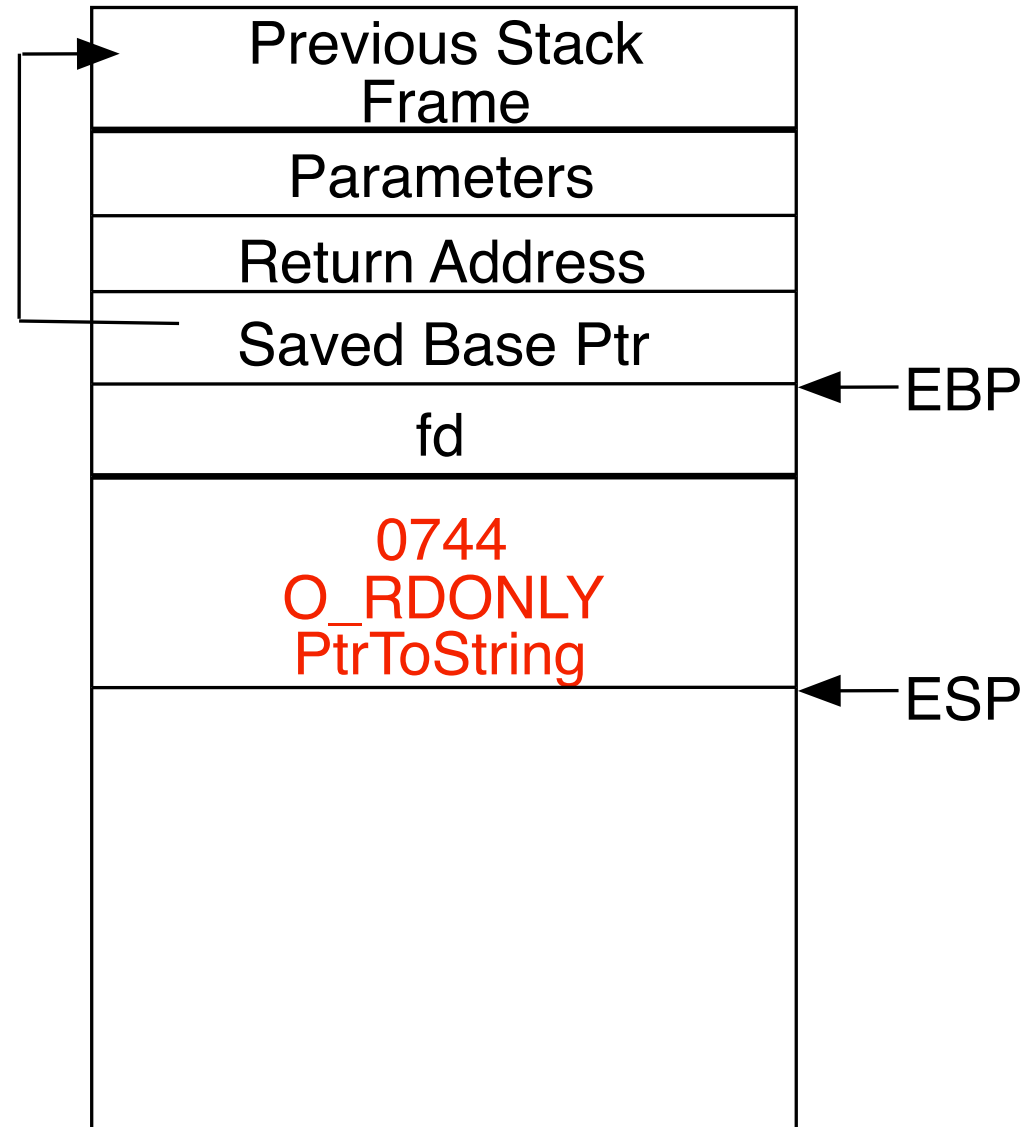 Previous Stack
Frame
Parameters
Return Address
Saved Base Ptr
EBP
fd
0744
O_RDONLY
PtrToString
ESP